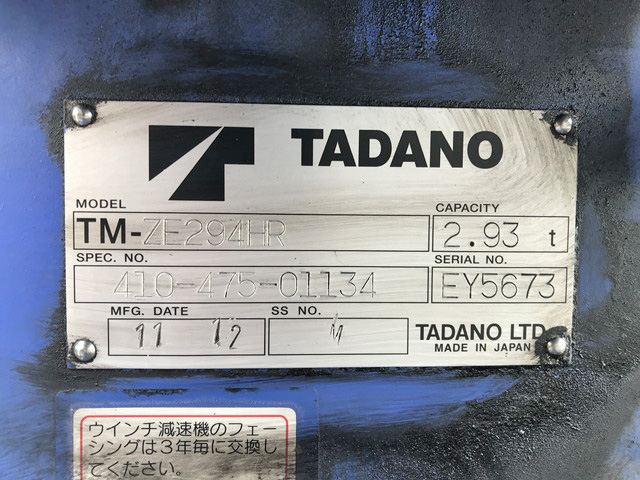 TADANO
MODEL
TM-ZE294HR
CAPACITY
2.93 t
SPEC. NO.
410-475-01134
SERIAL NO.
EY5673
MFG. DATE
11 12
SS NO.
TADANO LTD.
MADE IN JAPAN
ウインチ減速機のフェー
シングは3年毎に交換し
てください。